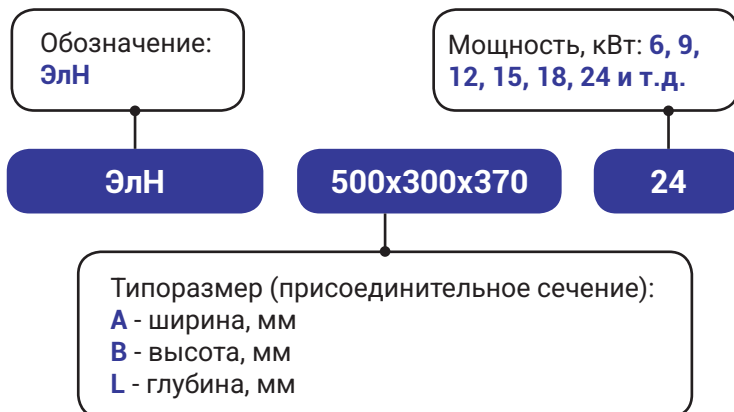 Обозначение:
ЭлН
Мощность, кВт: 6, 9,
12, 15, 18, 24 и т.д.
ЭлН
500х300х370
24
Типоразмер (присоединительное сечение):
A - ширина, мм
B - высота, мм
L - глубина, мм